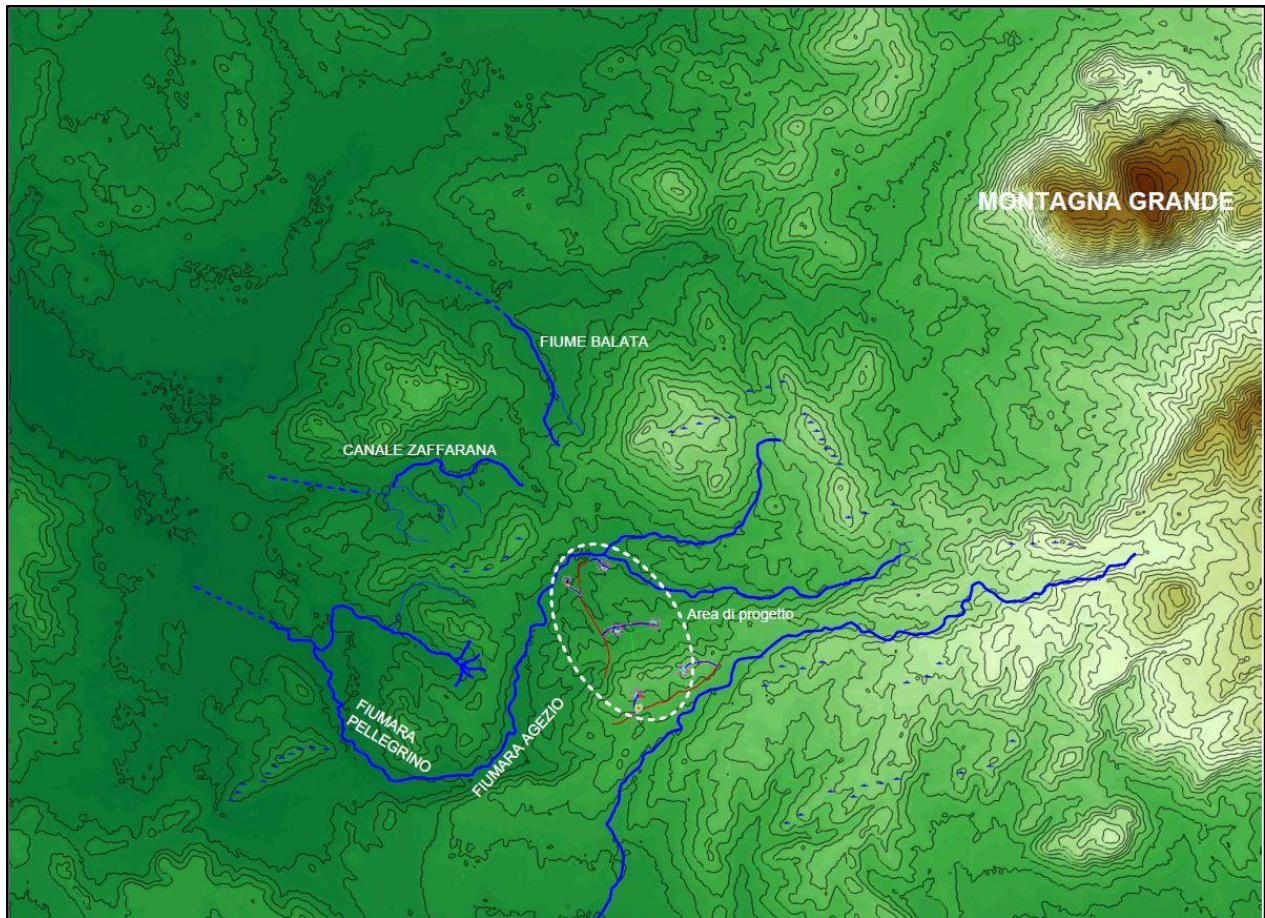 MONTAGNA GRANDE
FIUME BALATA
CANALE ZAFFARANA
Area di progetto
FIUMARA
PELLEGRINO
FIUMARA AGEZIO